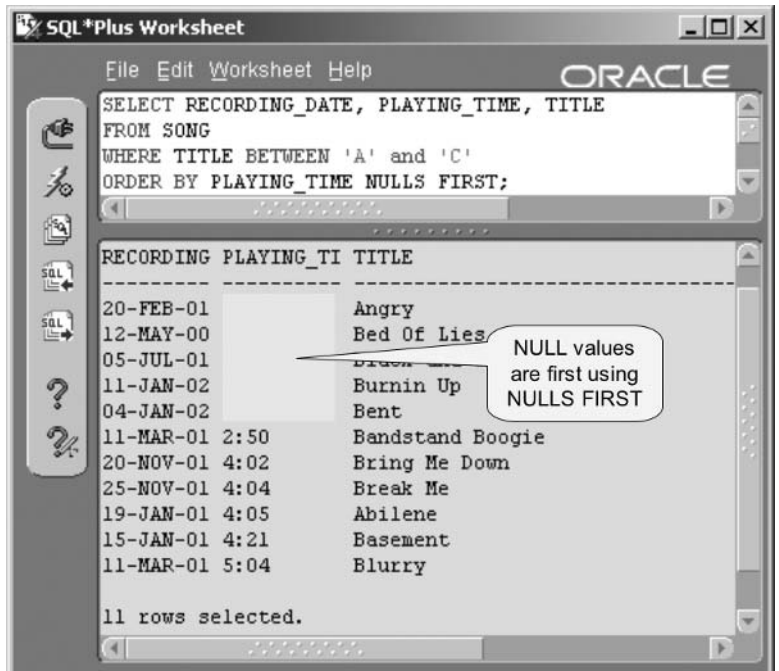 SQL*Plus Worksheet
File Edit Worksheet Help
ORACLE
SELECT RECORDING_DATE, PLAYING_TIME, TITLE
FROM SONG
WHERE TITLE BETWEEN 'A' and 'C'
ORDER BY PLAYING_TIME NULLS FIRST;
RECORDING PLAYING_TI TITLE
--------- ---------- --------------------------------
20-FEB-01 Angry
12-MAY-00 Bed Of Lies
05-JUL-01
11-JAN-02 Burnin Up
04-JAN-02 Bent
11-MAR-01 2:50 Bandstand Boogie
20-NOV-01 4:02 Bring Me Down
25-NOV-01 4:04 Break Me
19-JAN-01 4:05 Abilene
15-JAN-01 4:21 Basement
11-MAR-01 5:04 Blurry
11 rows selected.
NULL values
are first using
NULLS FIRST